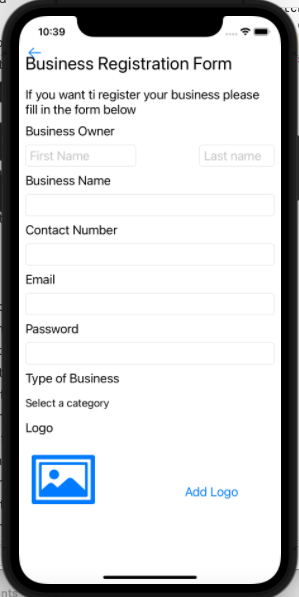 10:39
Business Registration Form
If you want ti register your business please
fill in the form below
Business Owner
First Name Last name
Business Name
Contact Number
Email
Password
Type of Business
Select a category
Logo
Add Logo